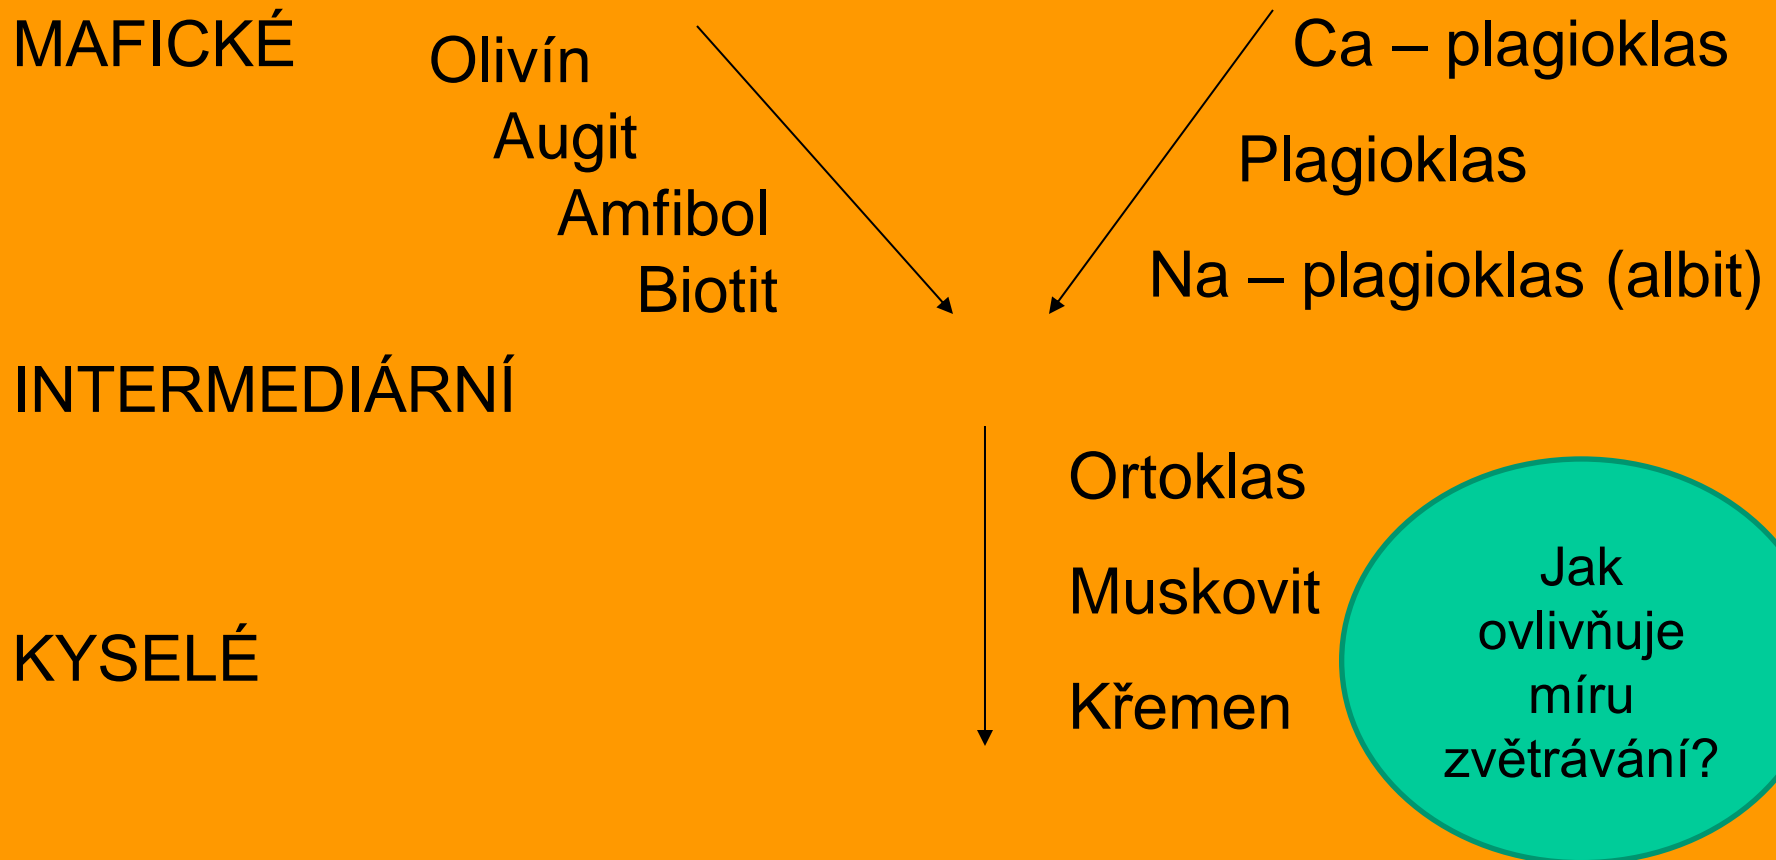 MAFICKÉ
Olivín
Augit
Amfibol
Biotit
Ca – plagioklas
Plagioklas
Na – plagioklas (albit)
INTERMEDIÁRNÍ
Ortoklas
Muskovit
Křemen
KYSELÉ
Jak
ovlivňuje
míru
zvětrávání?